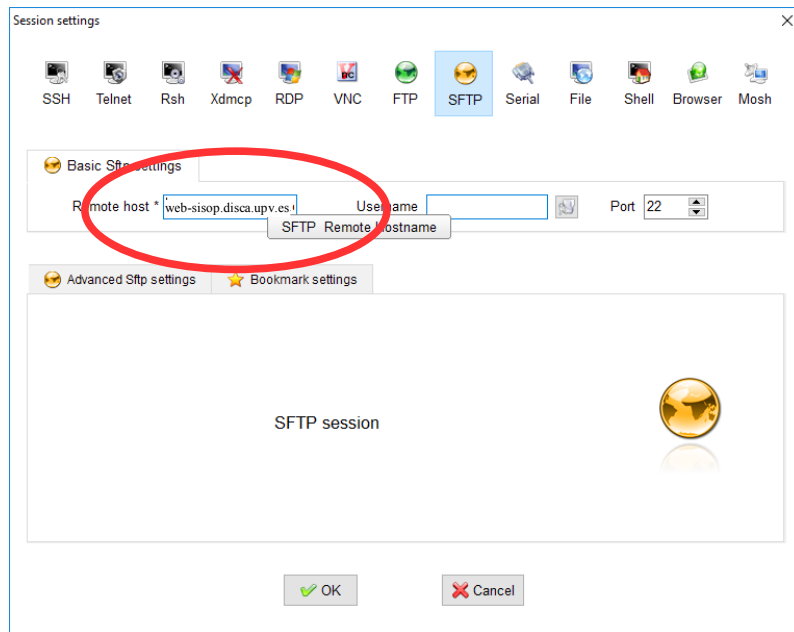 Session settings
SSH Telnet Rsh Xdmcp RDP VNC FTP SFTP Serial File Shell Browser Mosh
Basic Sftp settings
Remote host * web-sisop.disca.upv.es Username Port 22
SFTP Remote Hostname
Advanced Sftp settings Bookmark settings
SFTP session
OK Cancel